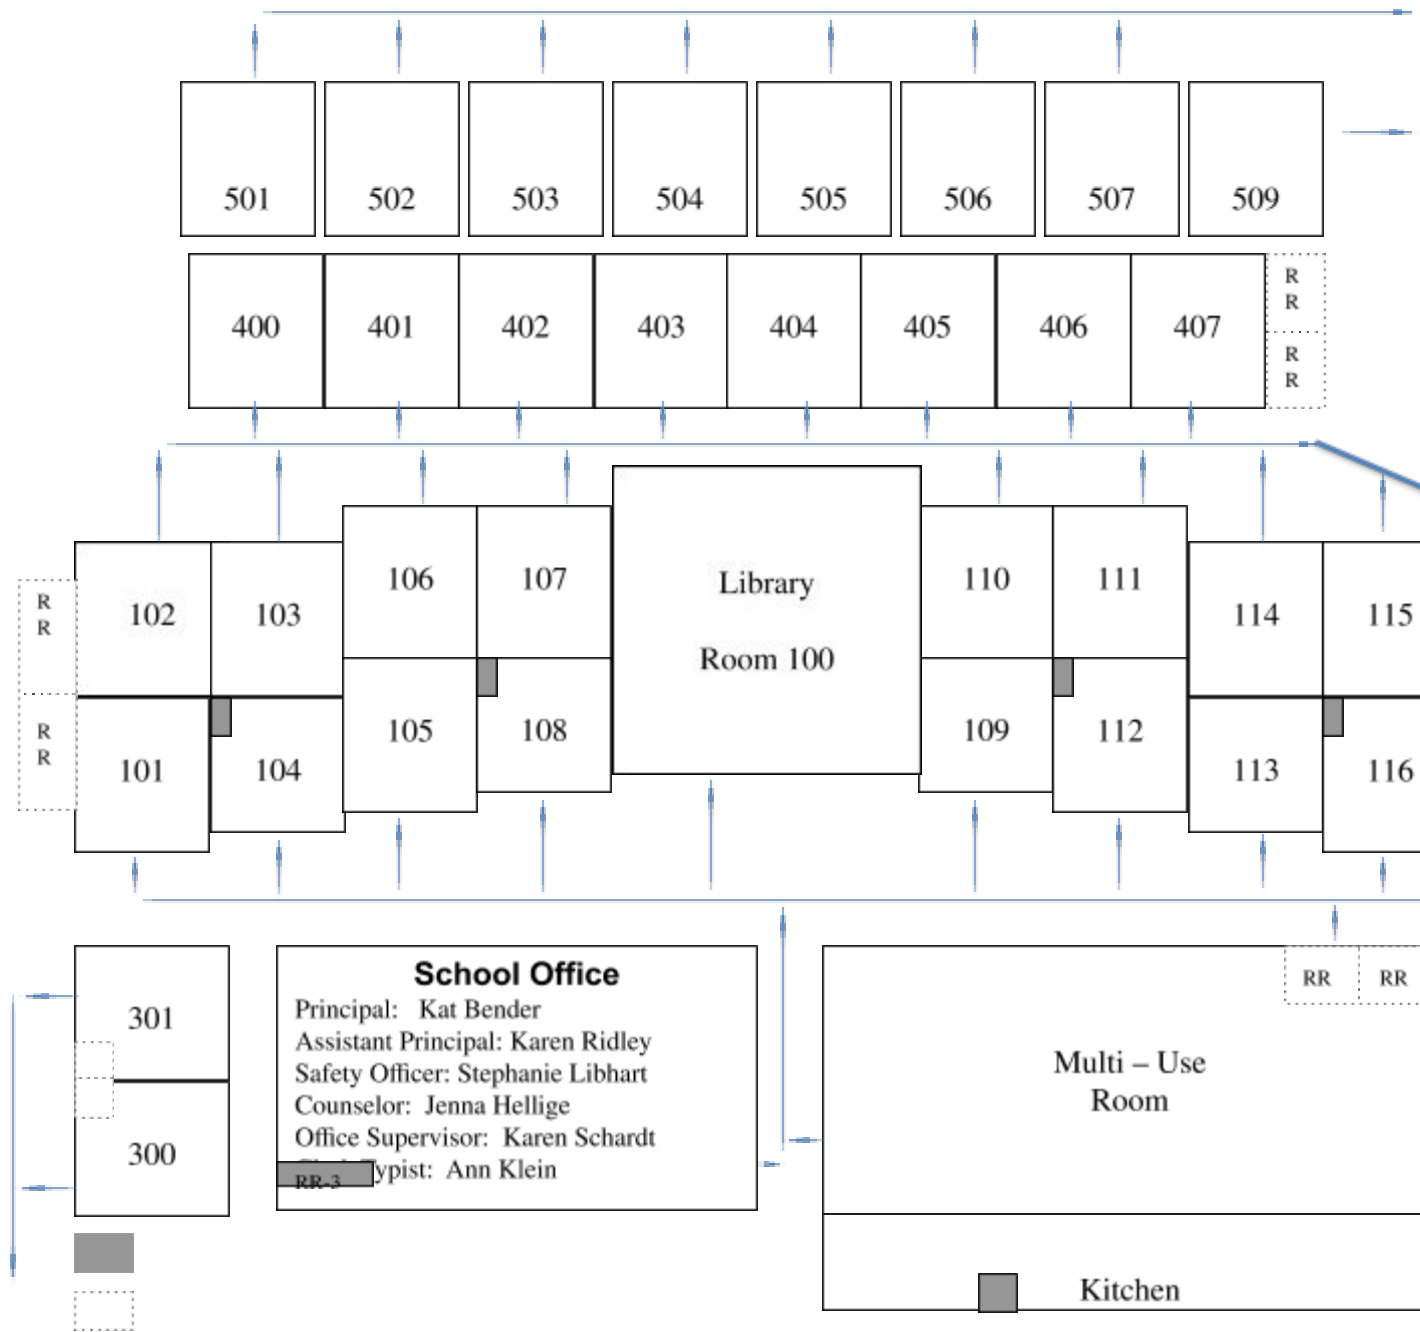 501 502 503 504 505 506 507 509
400 401 402 403 404 405 406 407
R
R
R
R
106 107 110 111
Library
Room 100
R
R
102 103 114 115
105 108 109 112
R
R
101 104 113 116
301
300
School Office
Principal: Kat Bender
Assistant Principal: Karen Ridley
Safety Officer: Stephanie Libhart
Counselor: Jenna Hellige
Office Supervisor: Karen Schardt
Typist: Ann Klein
RR-3
RR RR
Multi – Use
Room
Kitchen